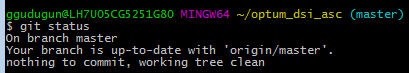 ggudugun@LH7U05CG5251G80 MINGW64 ~/optum_dsi_asc (master)
$ git status
On branch master
Your branch is up-to-date with 'origin/master'.
nothing to commit, working tree clean